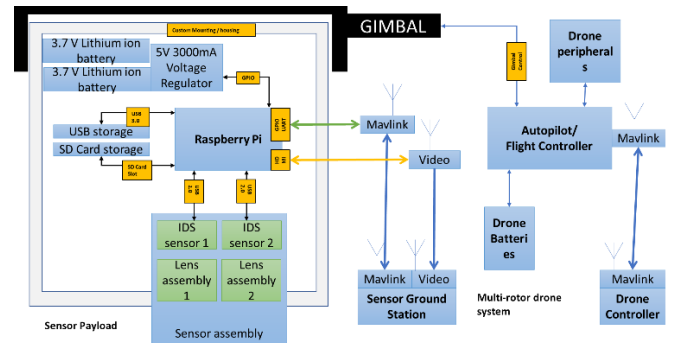 Custom Mounting / housing
GIMBAL
3.7 V Lithium ion
battery
3.7 V Lithium ion
battery
5V 3000mA
Voltage
Regulator
GPIO
Gimbal
Control
Drone
peripheral
s
USB
3.0
USB storage
SD Card storage
SD Card
Slot
Raspberry Pi
GPIO
UART
HD
MI
Mavlink
Video
Autopilot/
Flight Controller
Mavlink
USB
3.0
USB
2.0
IDS
sensor 1
IDS
sensor 2
Lens
assembly
1
Lens
assembly
2
Sensor assembly
Sensor Payload
Drone
Batteri
es
Mavlink
Video
Sensor Ground
Station
Multi-rotor drone
system
Mavlink
Drone
Controller